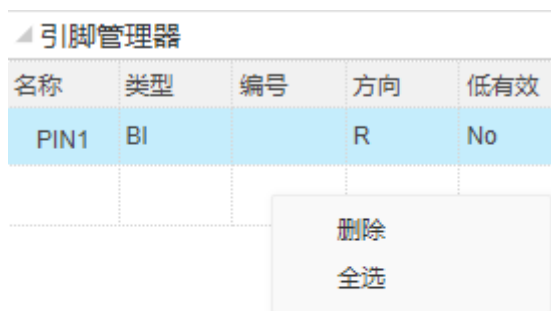 引脚管理器
名称 类型 编号 方向 低有效
PIN1 BI R No
删除
全选